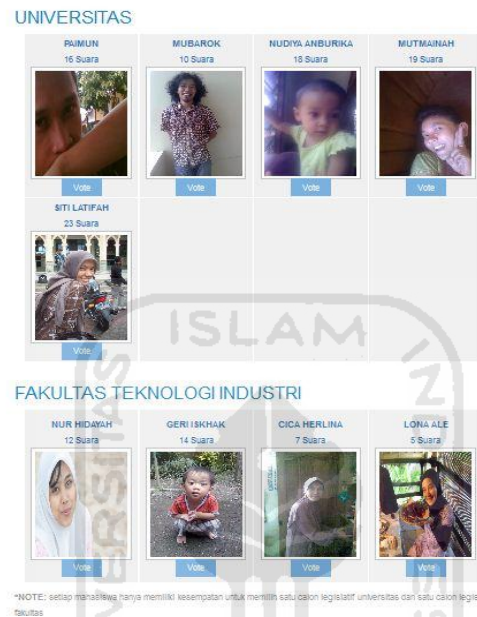 UNIVERSITAS
PAIMUN MUBAROK NUDIYA ANBURIKA MUTMAINAH
16 Suara 10 Suara 18 Suara 19 Suara
Vote Vote Vote Vote
SITI LATIFAH
23 Suara
Vote
ISLAM
UNIVERSITAS
FAKULTAS TEKNOLOGI INDUSTRI
NUR HIDAYAH GERI ISKHAK CICA HERLINA LONA ALE
12 Suara 14 Suara 7 Suara 5 Suara
Vote Vote Vote Vote
*NOTE: setiap mahasiswa hanya memiliki kesempatan untuk memilih satu calon legislatif universitas dan satu calon legis
fakultas